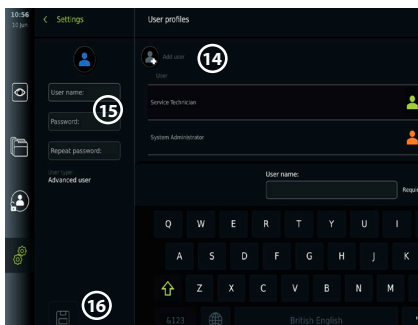 10:56
10 Jun
Settings
User profiles
14
Add user
User
User name:
15
Service Technician
Password:
System Administrator
Repeat password:
User type:
Advanced user
User name:
Q W E R T Y U I
A S D F G H J K
Z X C V B N M
16
&123
British English